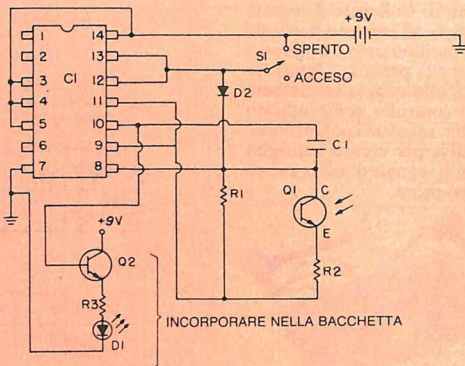 +9V
1
14
S1
SPENTO
2
13
3
CI
12
ACCESO
4
11
D2
5
10
C1
6
9
7
8
Q1
C
R1
E
+9V
Q2
R2
R3
INCORPORARE NELLA BACCHETTA
D1